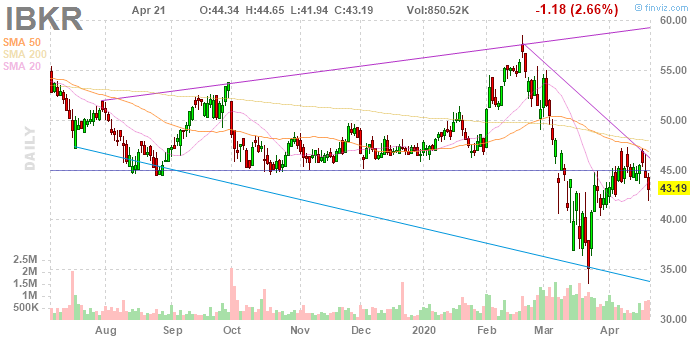 IBKR
Apr 21 O:44.34 H:44.65 L:41.94 C:43.19 Vol:850.52K -1.18 (2.66%)
© finviz.com
SMA 50
SMA 200
SMA 20
DAILY
60.00
55.00
50.00
45.00
43.19
40.00
35.00
30.00
2.5M
2M
1.5M
1M
500K
Aug Sep Oct Nov Dec 2020 Feb Mar Apr